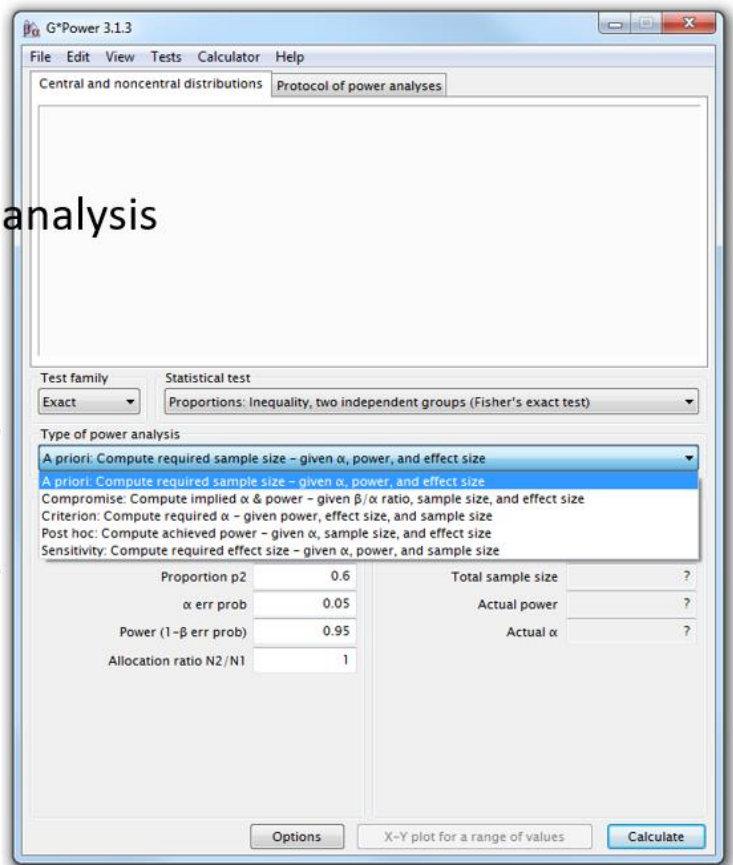 G*Power 3.1.3
File Edit View Tests Calculator Help
Central and noncentral distributions Protocol of power analyses
analysis
Test family Statistical test
Exact Proportions: Inequality, two independent groups (Fisher's exact test)
Type of power analysis
A priori: Compute required sample size – given α, power, and effect size
A priori: Compute required sample size – given α, power, and effect size
Compromise: Compute implied α & power – given β/α ratio, sample size, and effect size
Criterion: Compute required α – given power, effect size, and sample size
Post hoc: Compute achieved power – given α, sample size, and effect size
Sensitivity: Compute required effect size – given α, power, and sample size
Proportion p2 0.6 Total sample size ?
α err prob 0.05 Actual power ?
Power (1–β err prob) 0.95 Actual α ?
Allocation ratio N2/N1 1
Options X–Y plot for a range of values Calculate